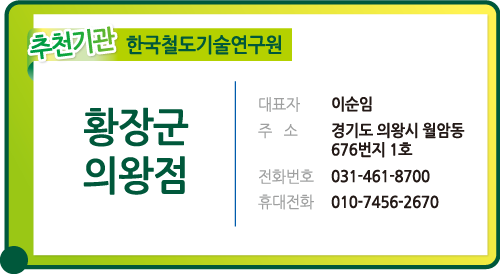 추천기관 한국철도기술연구원
황장군
의왕점
대표자 이순임
주 소 경기도 의왕시 월암동
676번지 1호
전화번호 031-461-8700
휴대전화 010-7456-2670